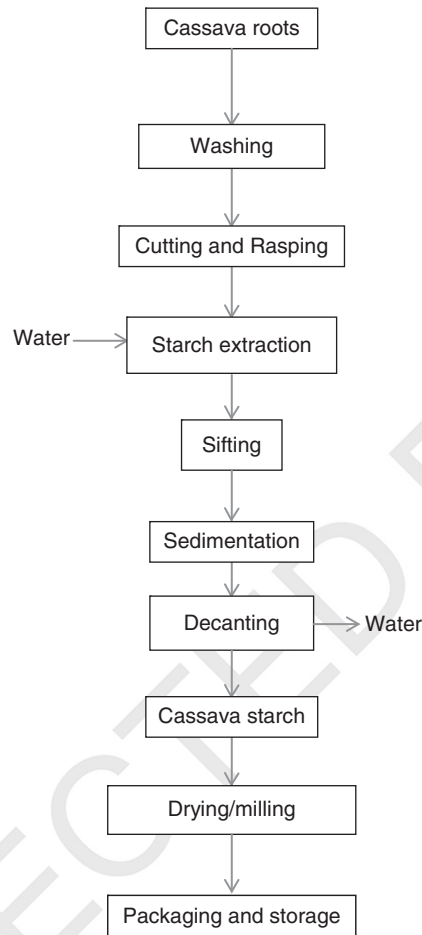 Cassava roots
Washing
Cutting and Rasping
Water
Starch extraction
Sifting
Sedimentation
Decanting
Water
Cassava starch
Drying/milling
Packaging and storage